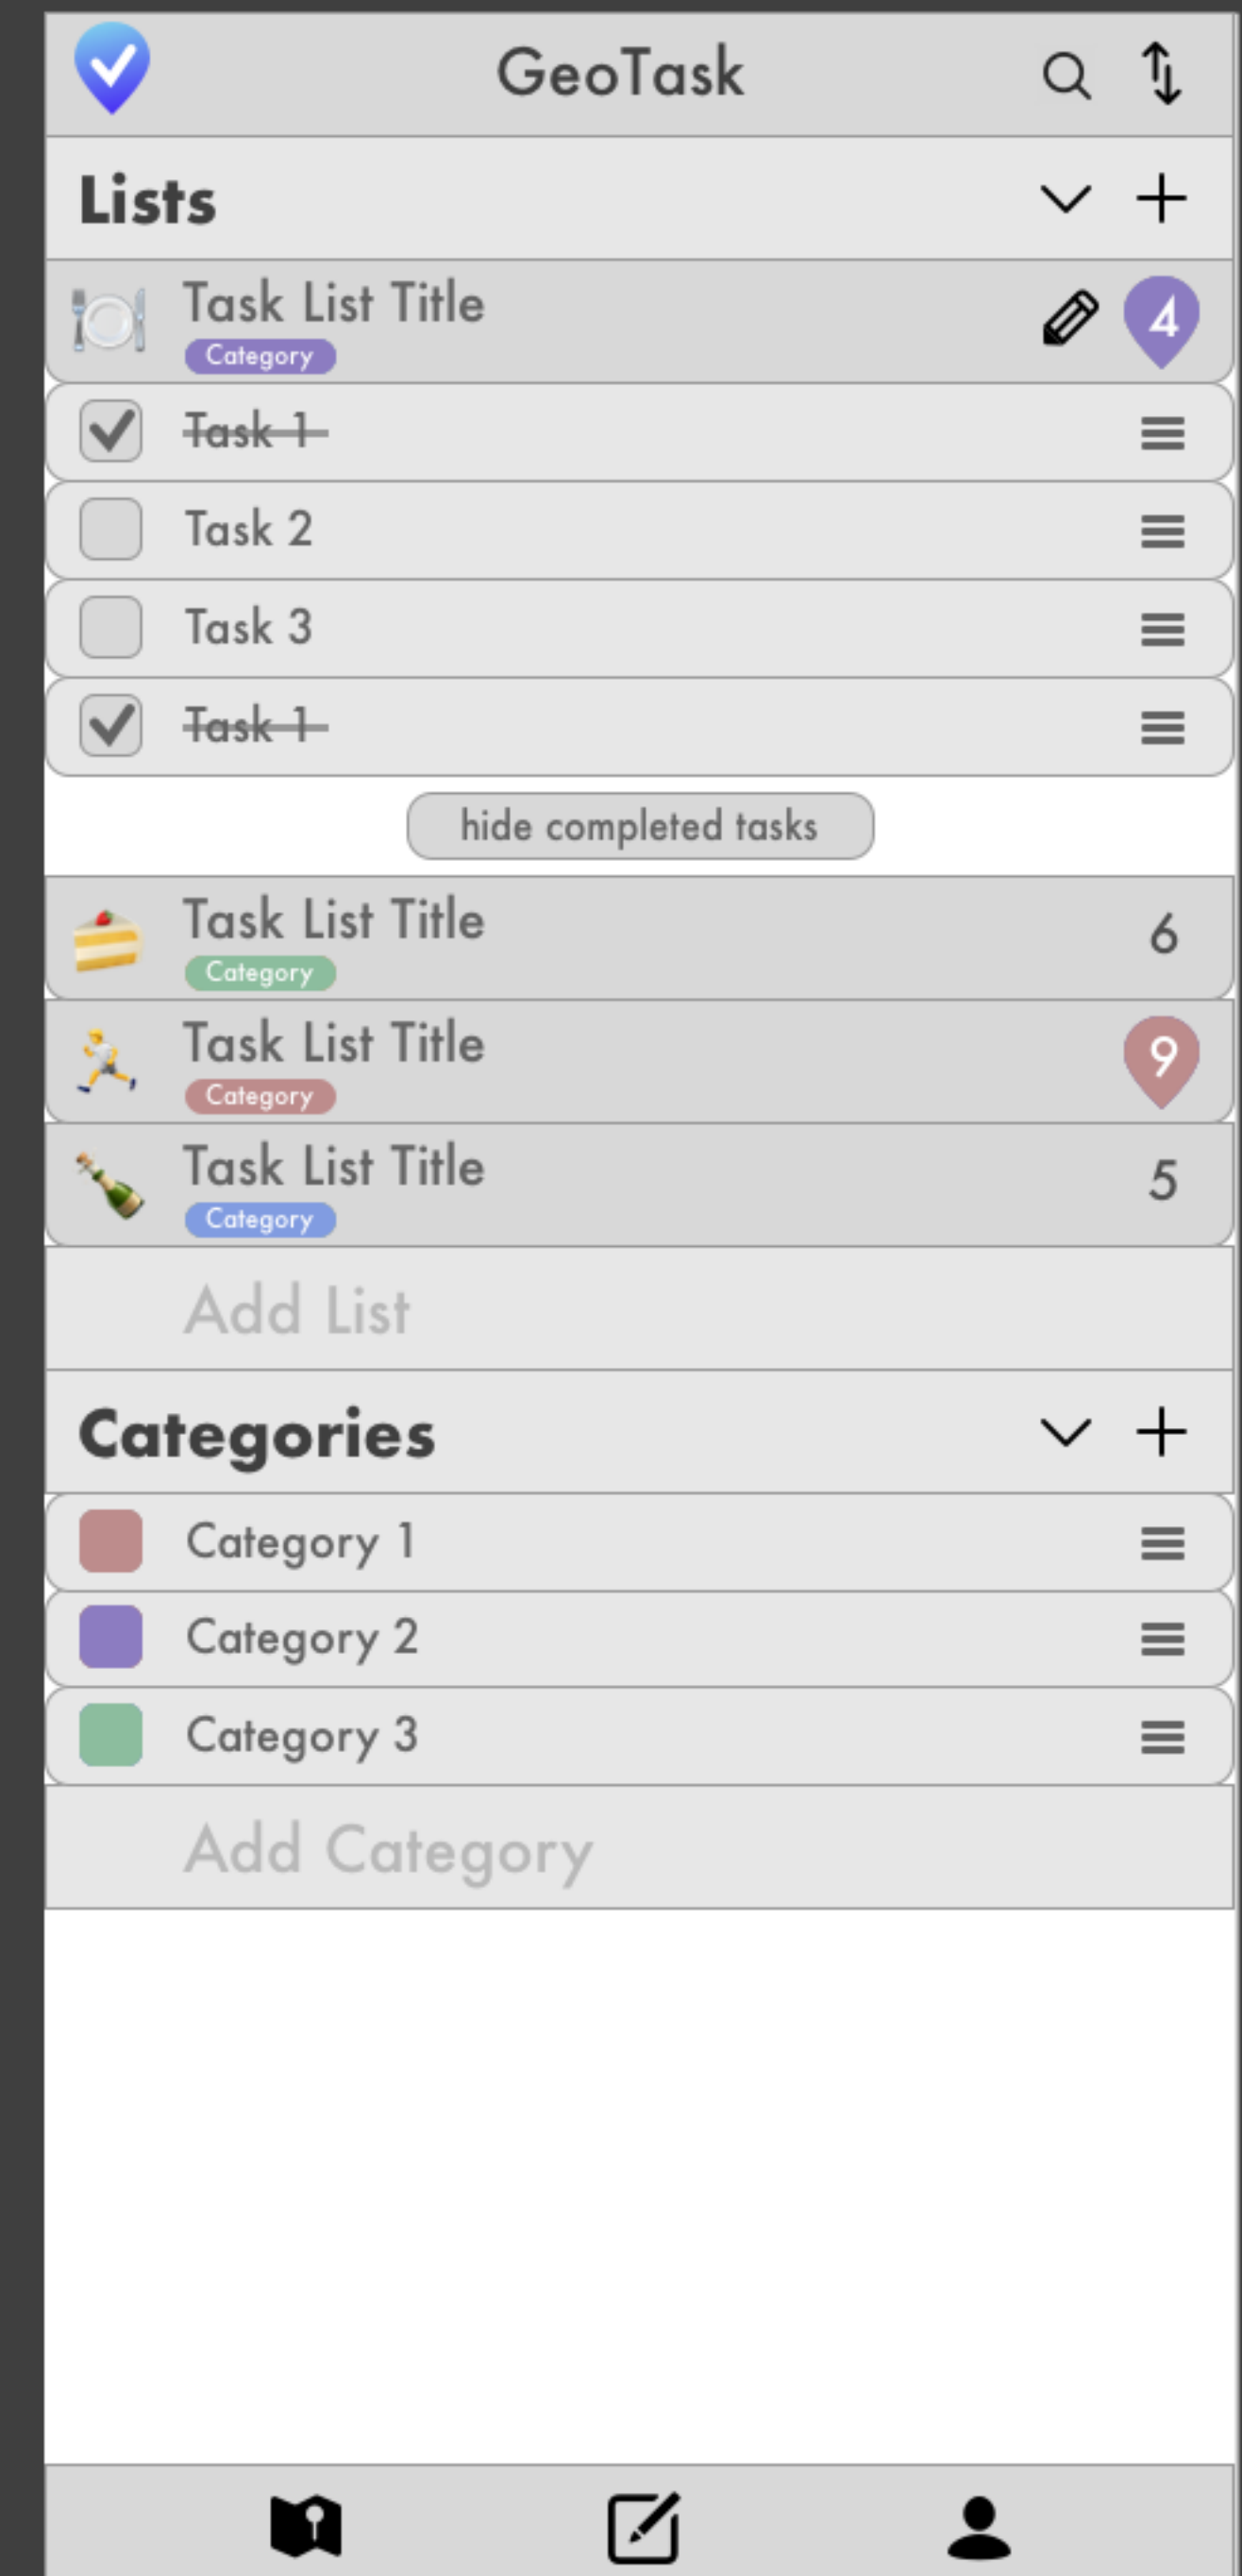 GeoTask
Lists
Task List Title
Category
4
Task 1
Task 2
Task 3
Task 1
hide completed tasks
Task List Title
Category
6
Task List Title
Category
9
Task List Title
Category
5
Add List
Categories
Category 1
Category 2
Category 3
Add Category